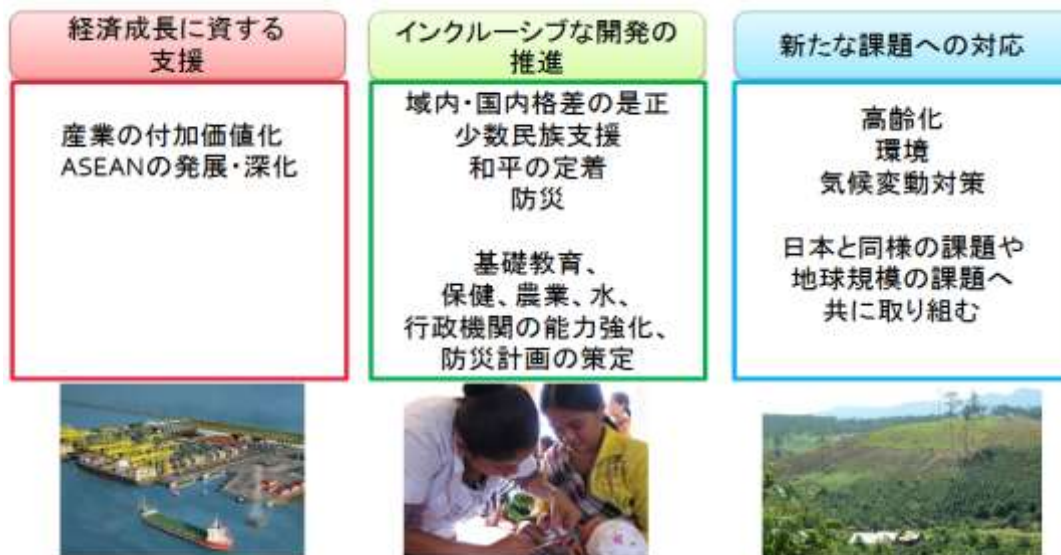 経済成長に資する
支援
産業の付加価値化
ASEANの発展・深化
インクルーシブな開発の
推進
域内・国内格差の是正
少数民族支援
和平の定着
防災
基礎教育、
保健、農業、水、
行政機関の能力強化、
防災計画の策定
新たな課題への対応
高齢化
環境
気候変動対策
日本と同様の課題や
地球規模の課題へ
共に取り組む